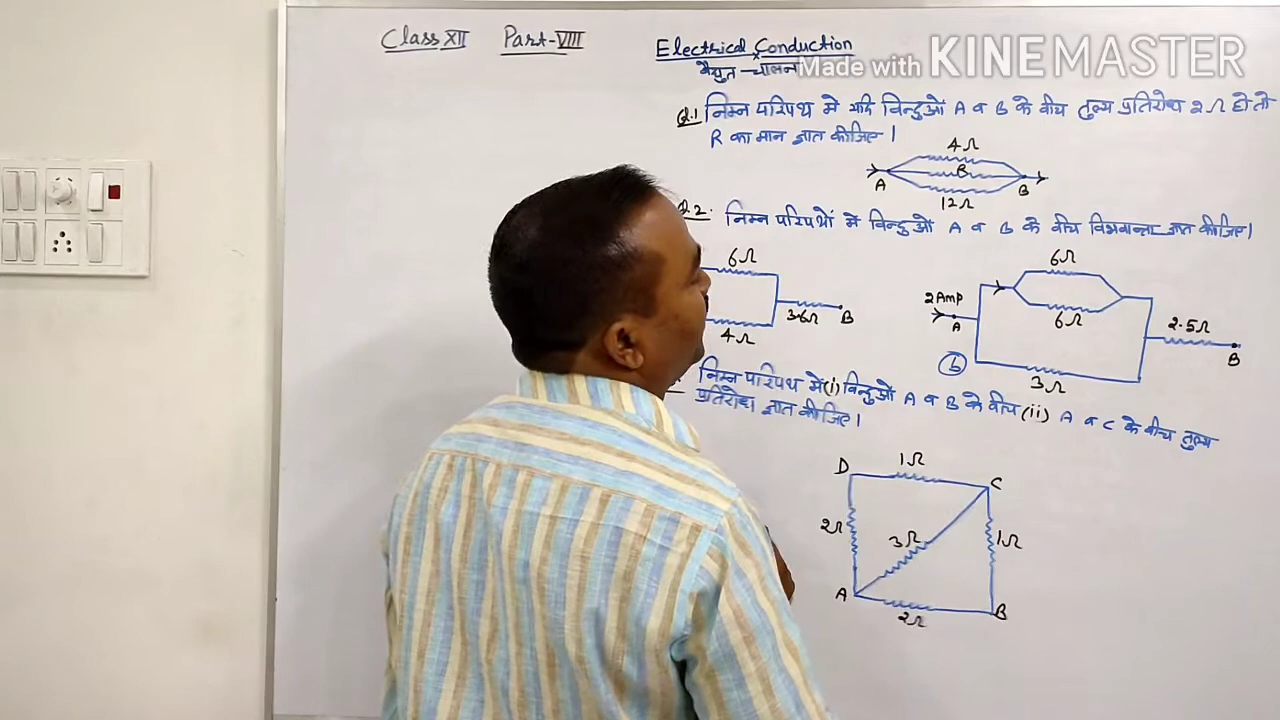 Class XII Part-VIII
Electrical Conduction
वैद्युत - चालन
Made with KINEMASTER
Q.1 निम्न परिपथ मे यदि बिन्दुओं A व B के बीच तुल्य प्रतिरोध 2Ω हो तो
R का मान ज्ञात कीजिए।
4Ω
R
A
B
12Ω
Q.2. निम्न परिपथों मे बिन्दुओं A व B के बीच विभवान्तर ज्ञात कीजिए।
6Ω
4Ω
3.6Ω
B
6Ω
2Amp
A
6Ω
2.5Ω
B
(b)
3Ω
निम्न परिपथ में (i) बिन्दुओं A व B के बीच (ii) A व C के बीच तुल्य
प्रतिरोध ज्ञात कीजिए।
D
1Ω
C
2Ω
3Ω
1Ω
A
2Ω
B